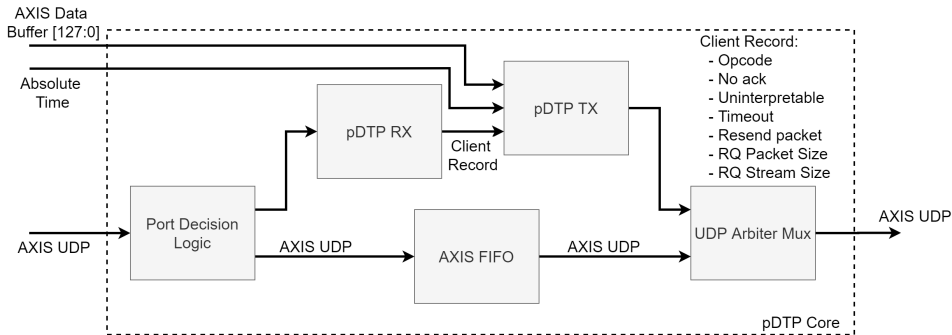 AXIS Data
Buffer [127:0]
Absolute
Time
Client Record:
- Opcode
- No ack
- Uninterpretable
- Timeout
- Resend packet
- RQ Packet Size
- RQ Stream Size
pDTP TX
pDTP RX
Client
Record
Port Decision
Logic
AXIS UDP
AXIS UDP
AXIS FIFO
AXIS UDP
UDP Arbiter Mux
AXIS UDP
pDTP Core